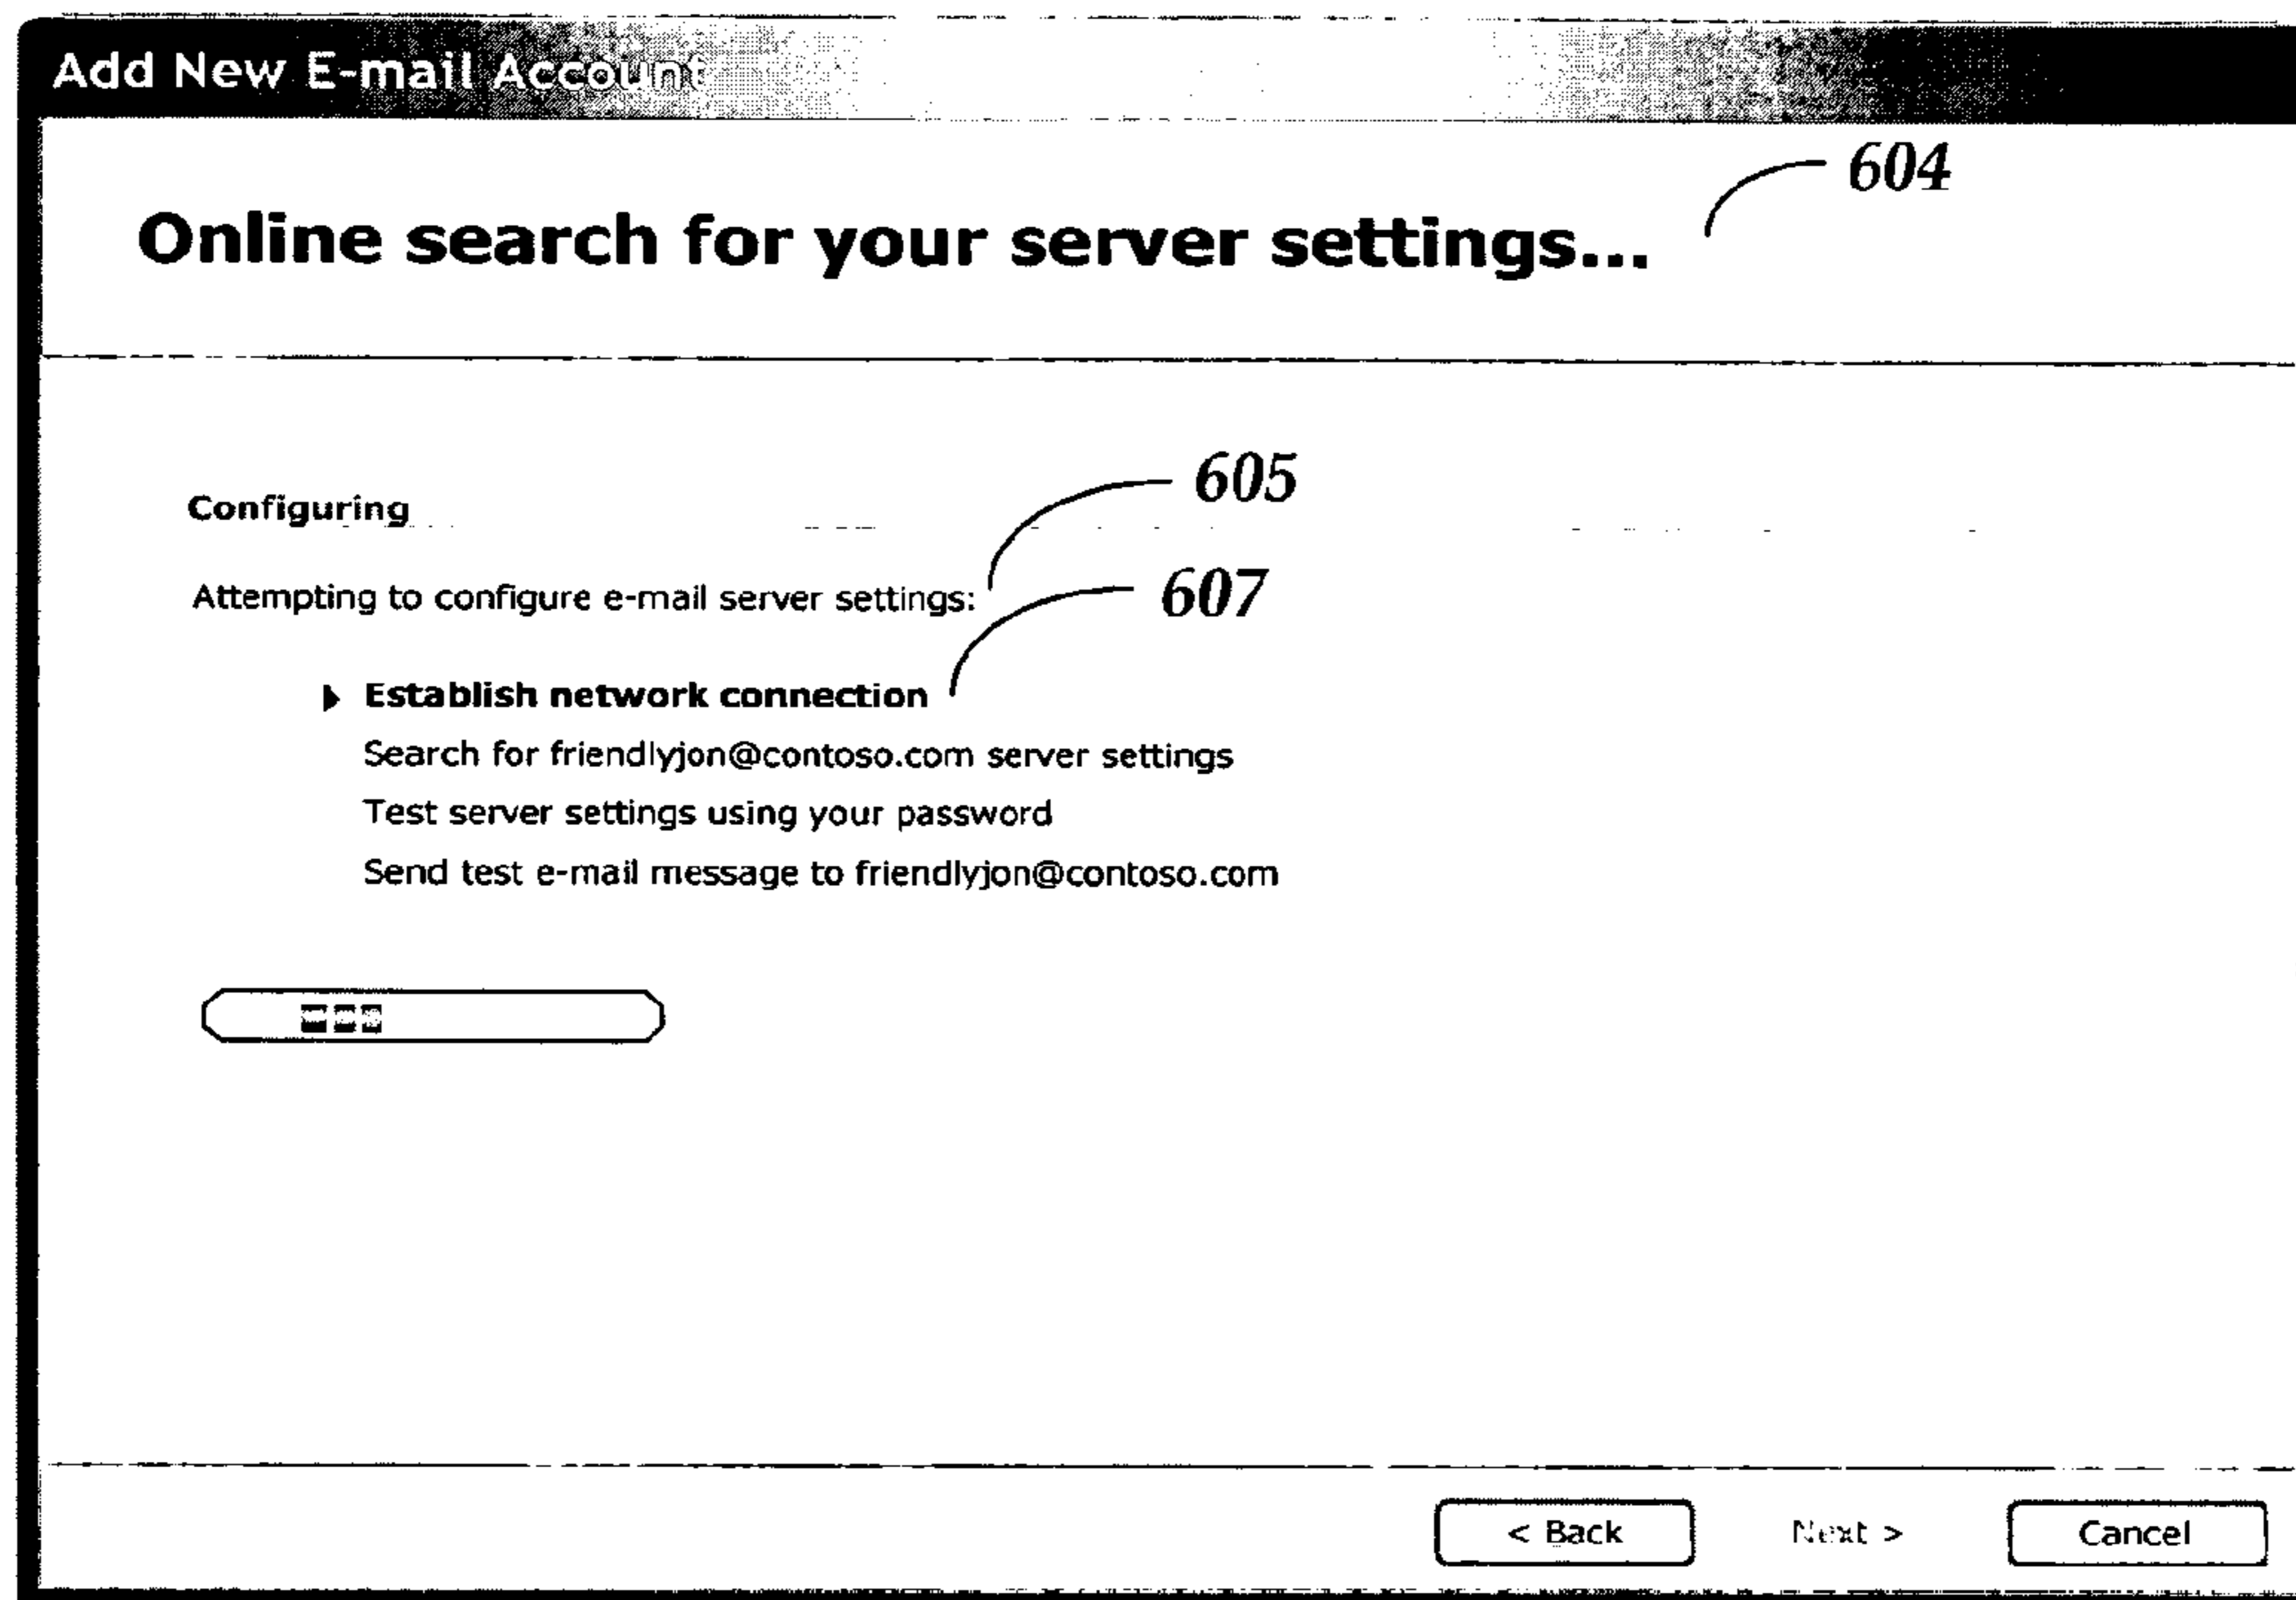 Add New E-mail Account
604
Online search for your server settings...
605
Configuring
Attempting to configure e-mail server settings:
607
Establish network connection
Search for friendlyjon@contoso.com server settings
Test server settings using your password
Send test e-mail message to friendlyjon@contoso.com
< Back Next > Cancel